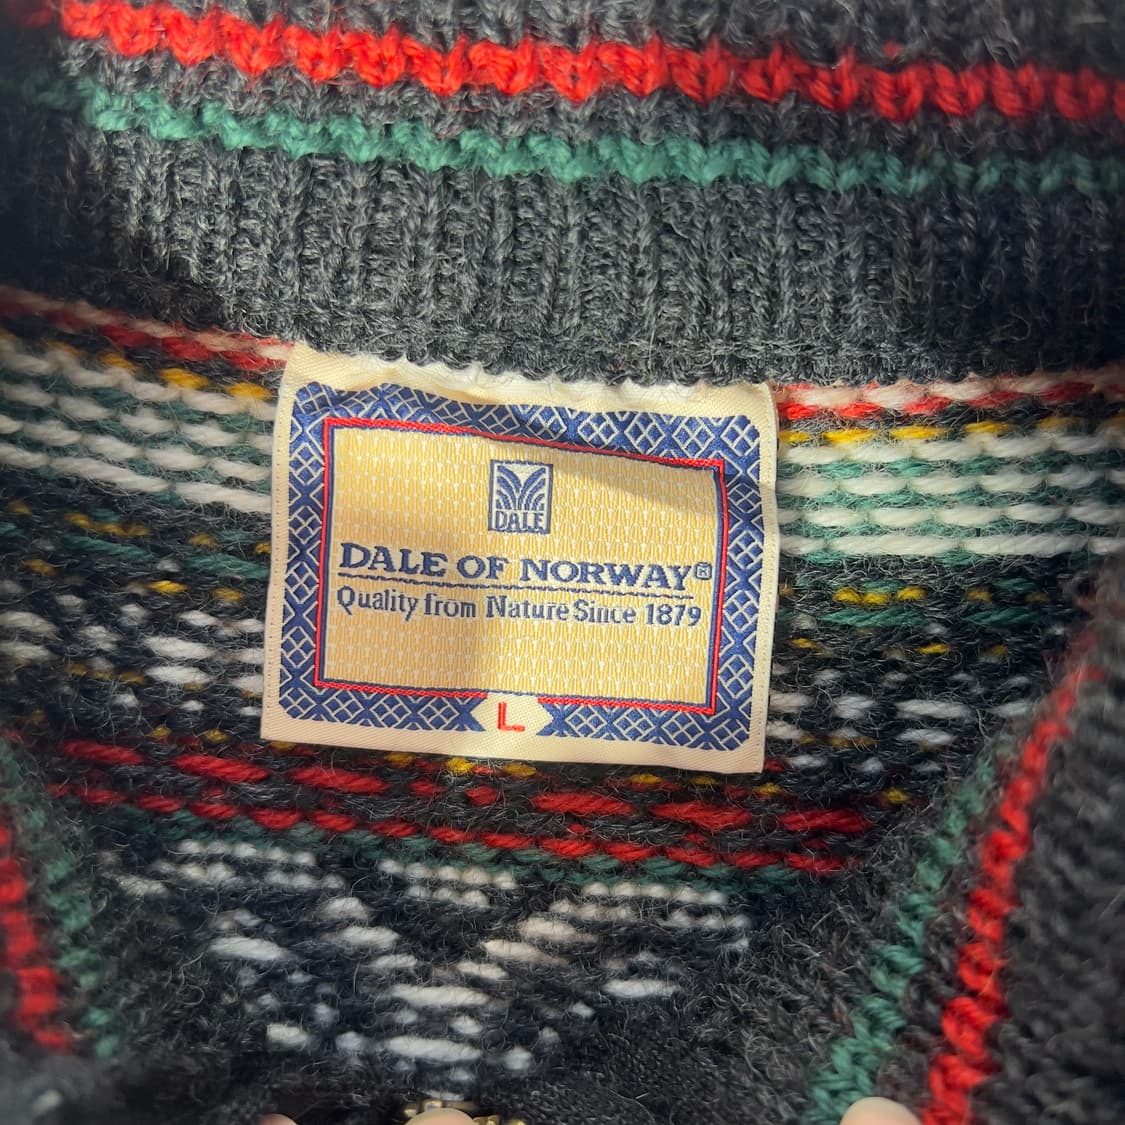 DALE
DALE OF NORWAY®
Quality from Nature Since 1879
L